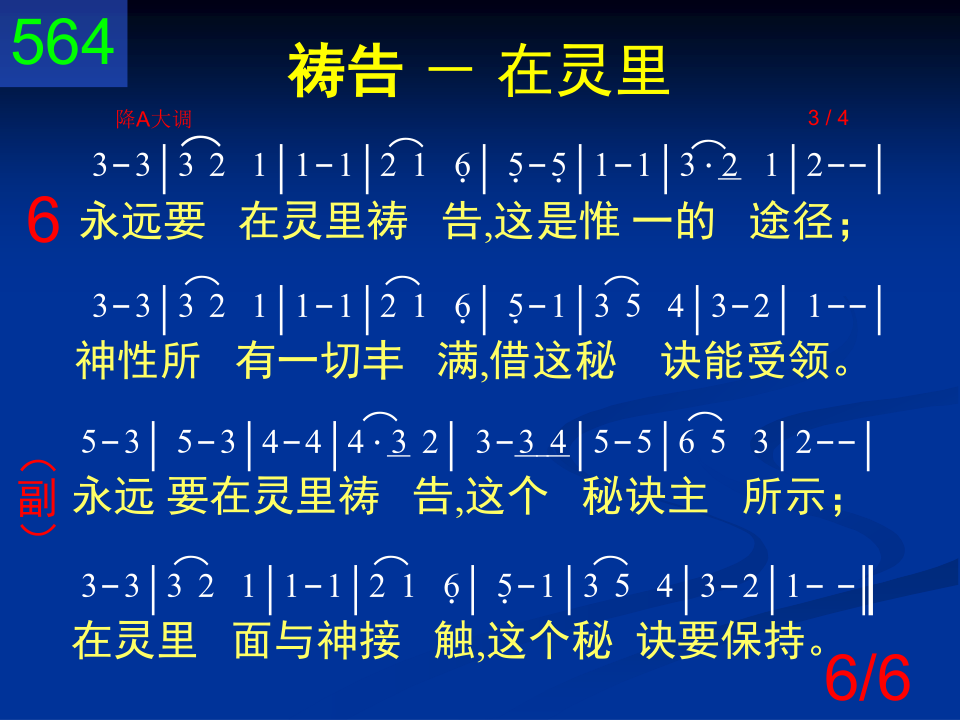 564
祷告 － 在灵里
降A大调 3 / 4
3-3|3 2 1|1-1|2 1 6̣|5̣-5̣|1-1|3·2 1|2--|
6 永远要 在灵里祷 告,这是惟 一的 途径；
3-3|3 2 1|1-1|2 1 6̣|5̣-1|3 5 4|3-2|1--|
神性所 有一切丰 满,借这秘 诀能受领。
5-3|5-3|4-4|4·3 2|3-3 4|5-5|6 5 3|2--|
（副） 永远 要在灵里祷 告,这个 秘诀主 所示；
3-3|3 2 1|1-1|2 1 6̣|5̣-1|3 5 4|3-2|1- -‖
在灵里 面与神接 触,这个秘 诀要保持。
6/6